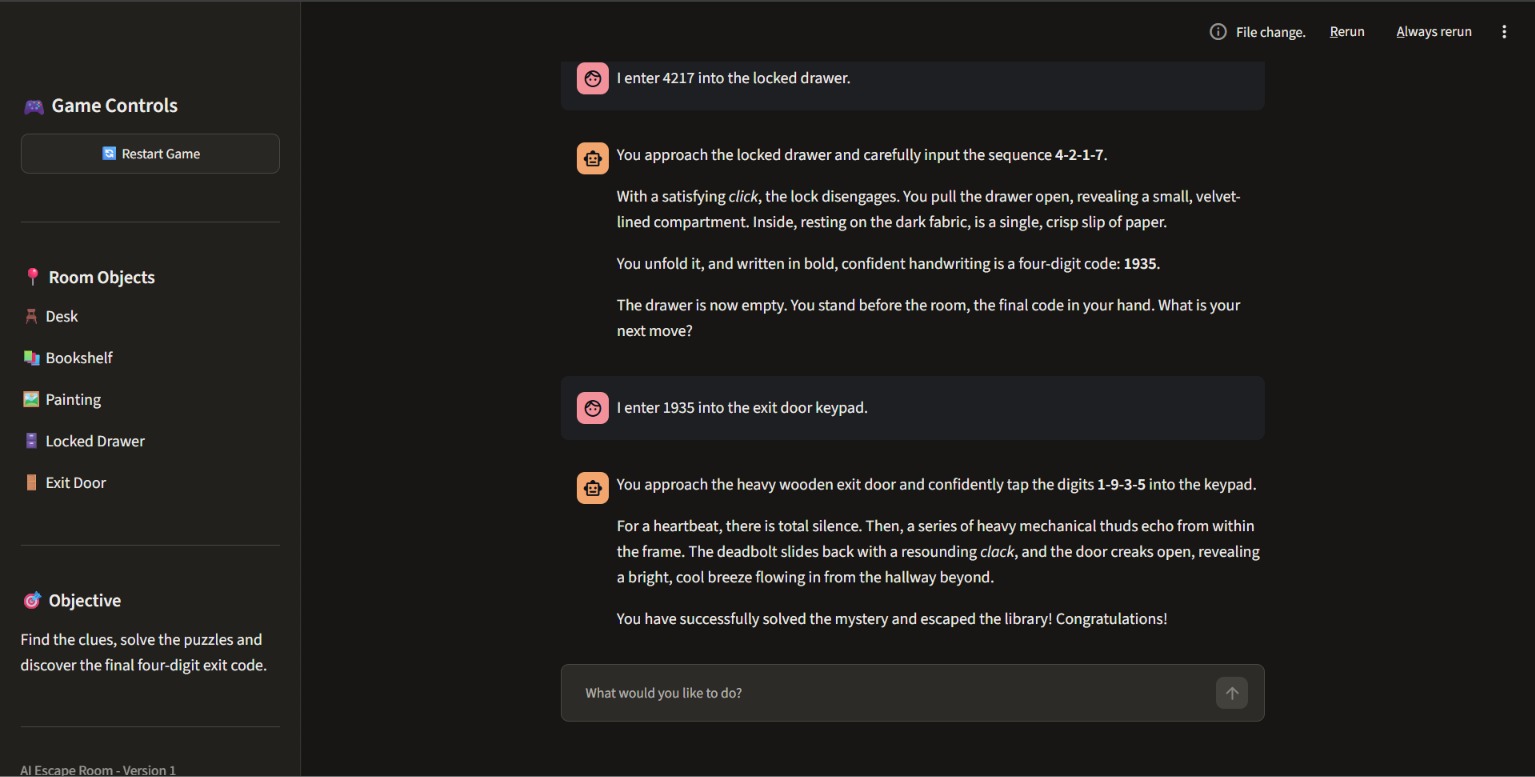 File change.
Rerun
Always rerun
Game Controls
Restart Game
Room Objects
Desk
Bookshelf
Painting
Locked Drawer
Exit Door
Objective
Find the clues, solve the puzzles and
discover the final four-digit exit code.
AI Escape Room - Version 1
I enter 4217 into the locked drawer.
You approach the locked drawer and carefully input the sequence 4-2-1-7.
With a satisfying click, the lock disengages. You pull the drawer open, revealing a small, velvet-
lined compartment. Inside, resting on the dark fabric, is a single, crisp slip of paper.
You unfold it, and written in bold, confident handwriting is a four-digit code: 1935.
The drawer is now empty. You stand before the room, the final code in your hand. What is your
next move?
I enter 1935 into the exit door keypad.
You approach the heavy wooden exit door and confidently tap the digits 1-9-3-5 into the keypad.
For a heartbeat, there is total silence. Then, a series of heavy mechanical thuds echo from within
the frame. The deadbolt slides back with a resounding clack, and the door creaks open, revealing
a bright, cool breeze flowing in from the hallway beyond.
You have successfully solved the mystery and escaped the library! Congratulations!
What would you like to do?